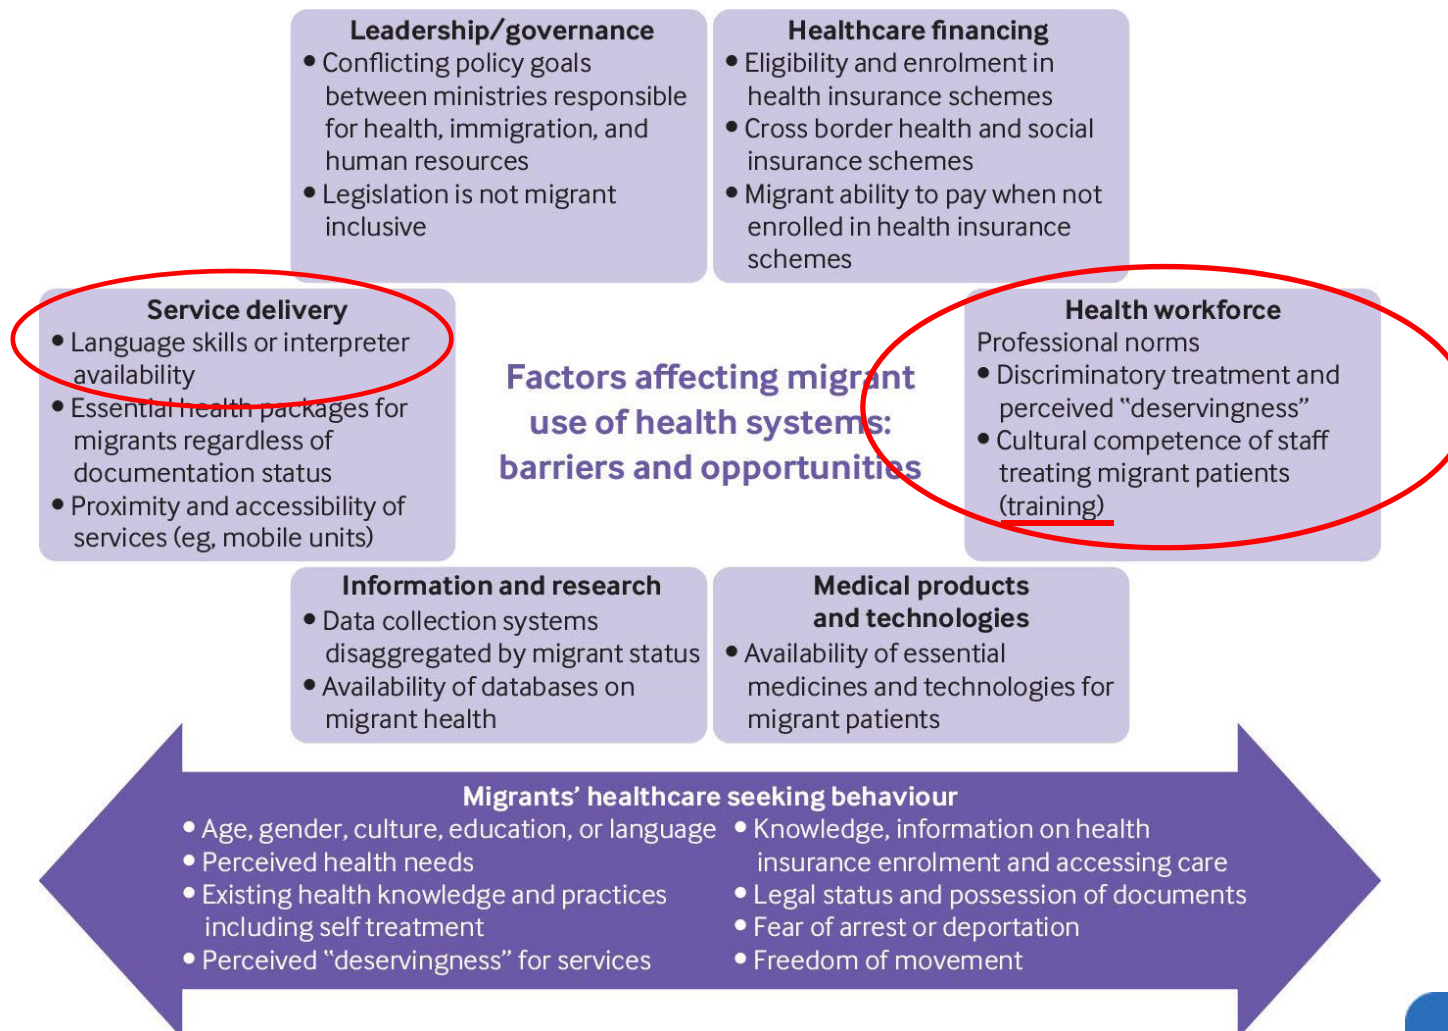 Leadership/governance
• Conflicting policy goals
between ministries responsible
for health, immigration, and
human resources
• Legislation is not migrant
inclusive
Healthcare financing
• Eligibility and enrolment in
health insurance schemes
• Cross border health and social
insurance schemes
• Migrant ability to pay when not
enrolled in health insurance
schemes
Service delivery
• Language skills or interpreter
availability
• Essential health packages for
migrants regardless of
documentation status
• Proximity and accessibility of
services (eg, mobile units)
Factors affecting migrant
use of health systems:
barriers and opportunities
Health workforce
Professional norms
• Discriminatory treatment and
perceived “deservingness”
• Cultural competence of staff
treating migrant patients
(training)
Information and research
• Data collection systems
disaggregated by migrant status
• Availability of databases on
migrant health
Medical products
and technologies
• Availability of essential
medicines and technologies for
migrant patients
Migrants’ healthcare seeking behaviour
• Age, gender, culture, education, or language
• Perceived health needs
• Existing health knowledge and practices
including self treatment
• Perceived “deservingness” for services
• Knowledge, information on health
insurance enrolment and accessing care
• Legal status and possession of documents
• Fear of arrest or deportation
• Freedom of movement